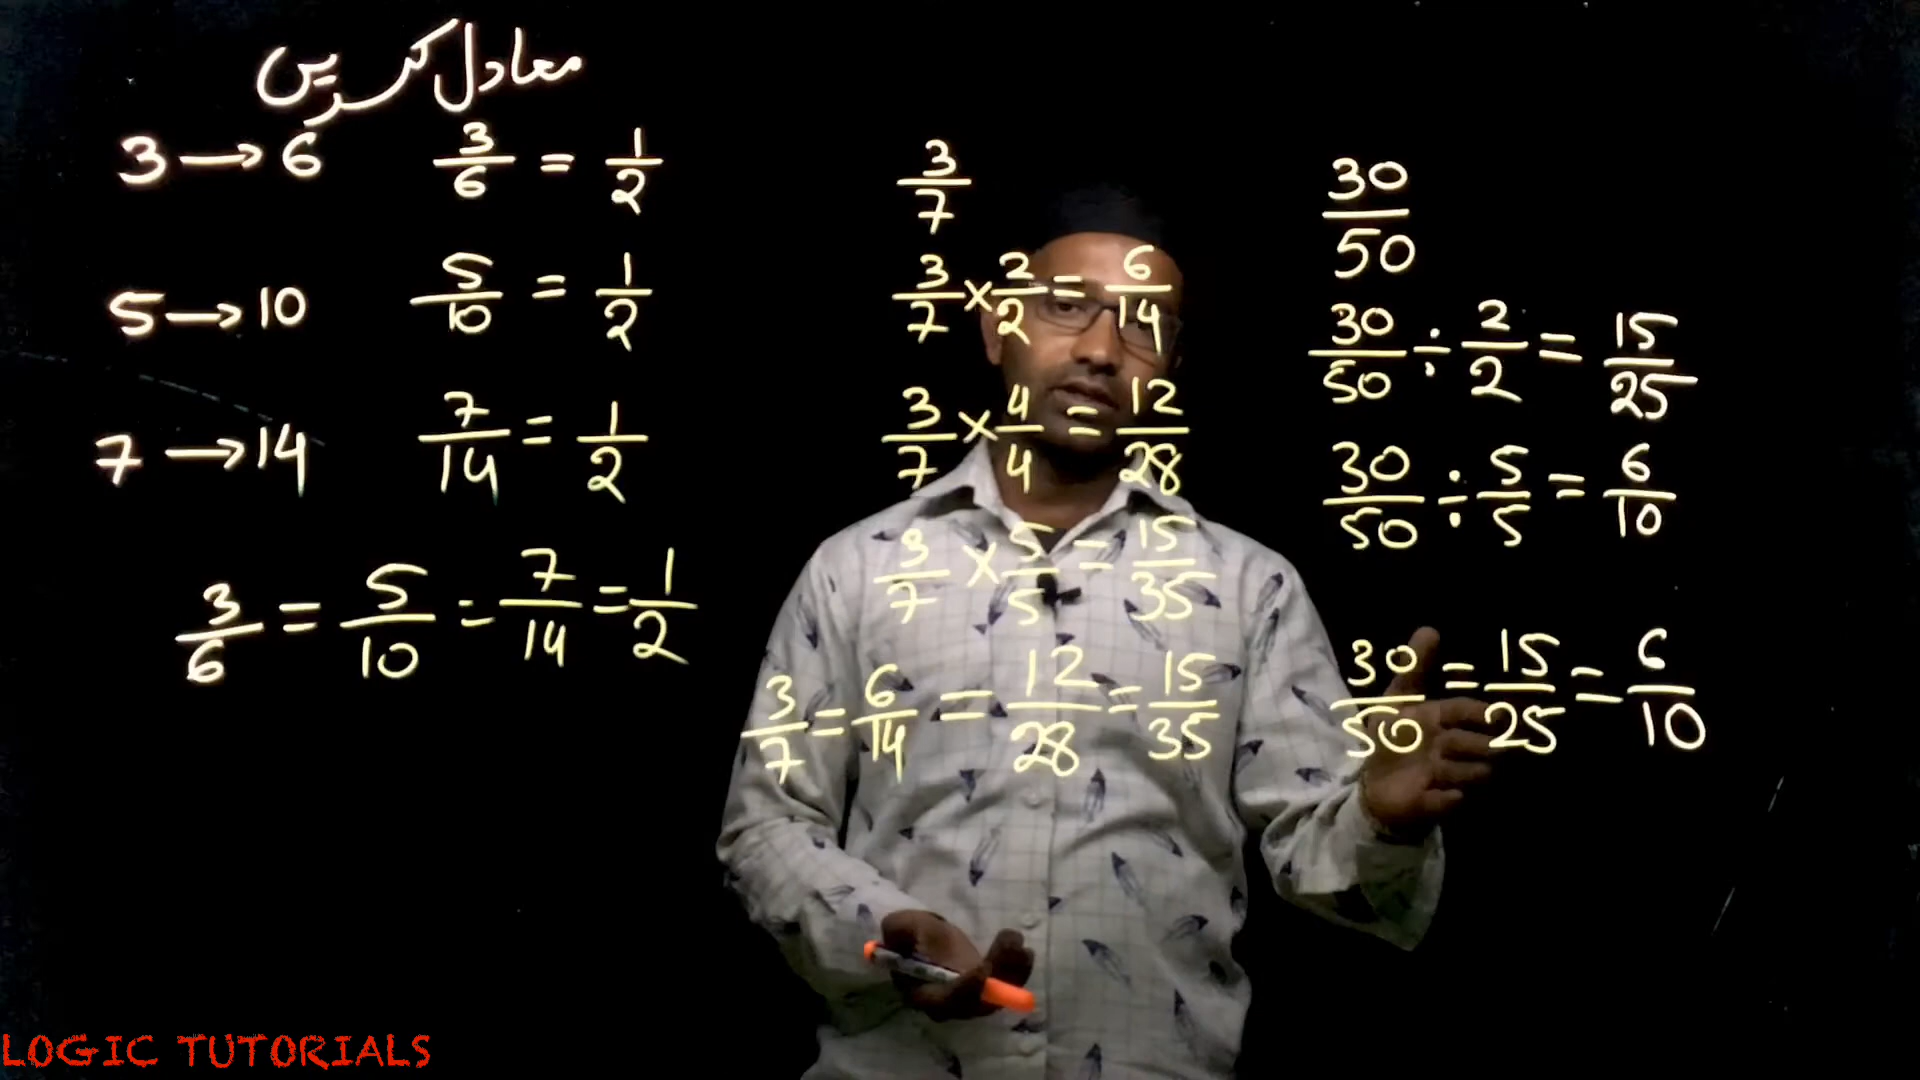 معادل کسریں
3 → 6 3/6 = 1/2
5 → 10 5/10 = 1/2
7 → 14 7/14 = 1/2
3/6 = 5/10 = 7/14 = 1/2
3/7
3/7 × 2/2 = 6/14
3/7 × 4/4 = 12/28
3/7 × 5/5 = 15/35
3/7 = 6/14 = 12/28 = 15/35
30/50
30/50 ÷ 2/2 = 15/25
30/50 ÷ 5/5 = 6/10
30/50 = 15/25 = 6/10
LOGIC TUTORIALS